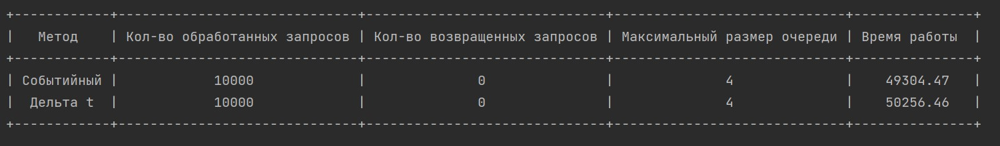 +------------+------------------------------+------------------------------+-----------------------------+---------------+
|   Метод    | Кол-во обработанных запросов | Кол-во возвращенных запросов | Максимальный размер очереди | Время работы  |
+------------+------------------------------+------------------------------+-----------------------------+---------------+
| Событийный |            10000             |              0               |              4              |    49304.47   |
|  Дельта t  |            10000             |              0               |              4              |    50256.46   |
+------------+------------------------------+------------------------------+-----------------------------+---------------+